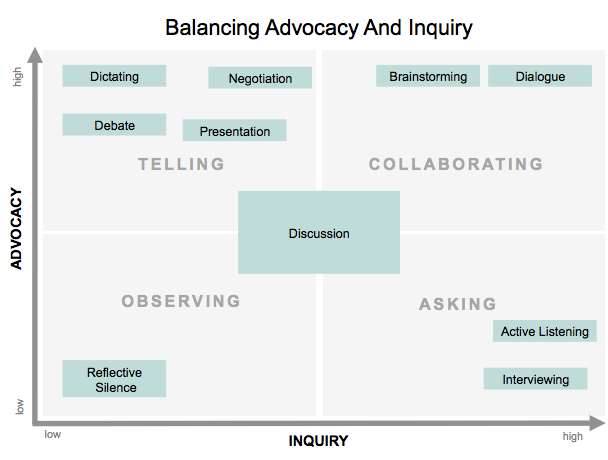 Balancing Advocacy And Inquiry
high
Dictating
Negotiation
Brainstorming
Dialogue
Debate
Presentation
TELLING
COLLABORATING
ADVOCACY
Discussion
OBSERVING
ASKING
Active Listening
Reflective
Silence
Interviewing
low
low
INQUIRY
high